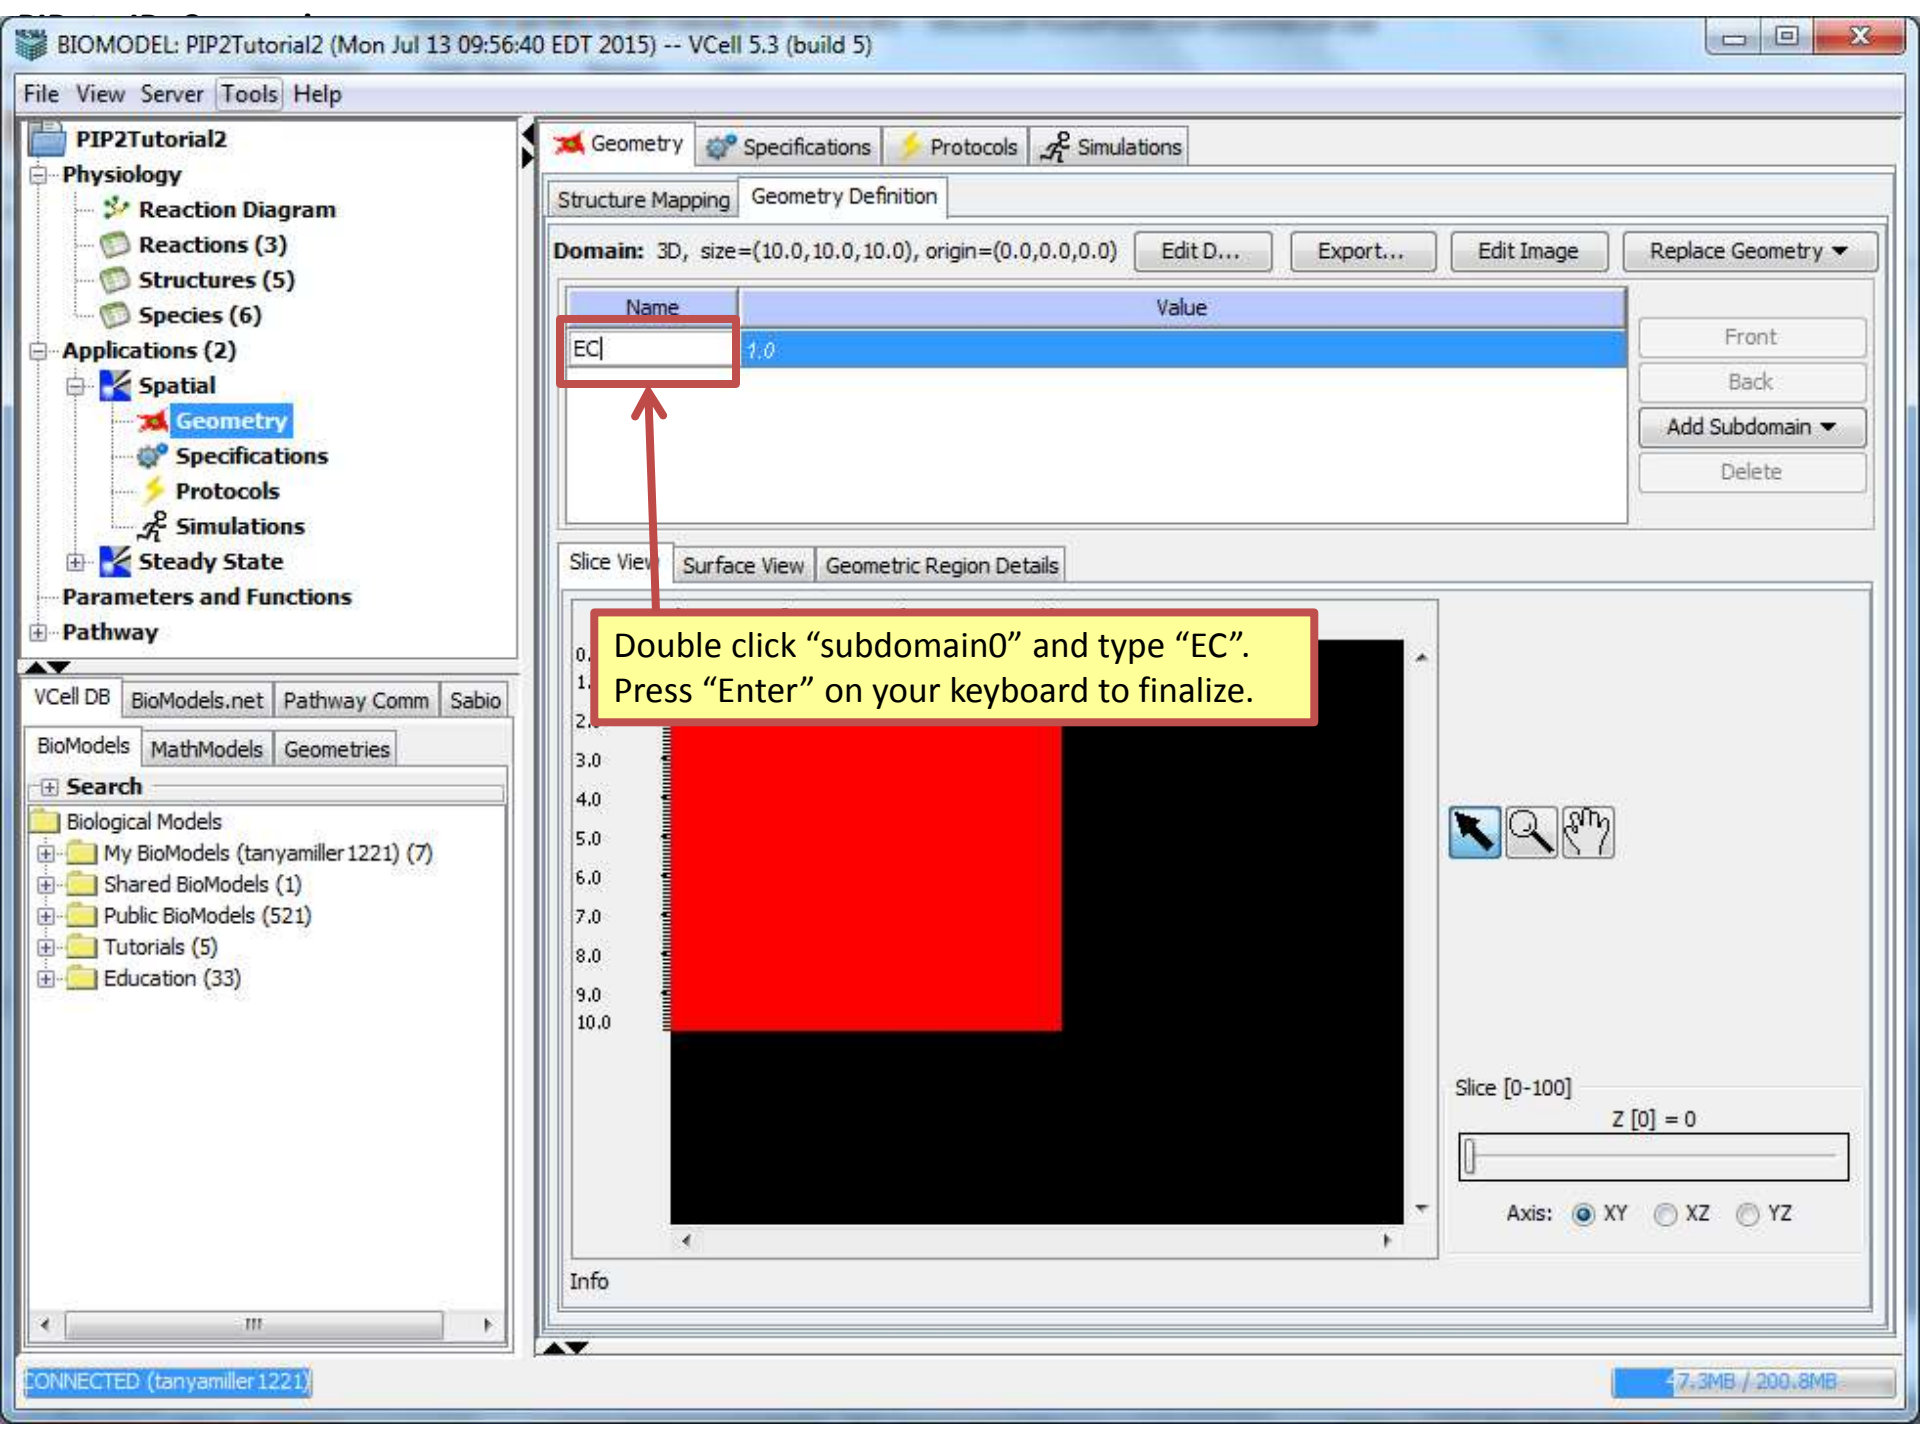 BIOMODEL: PIP2Tutorial2 (Mon Jul 13 09:56:40 EDT 2015) -- VCell 5.3 (build 5)
File View Server Tools Help
PIP2Tutorial2
Physiology
Reaction Diagram
Reactions (3)
Structures (5)
Species (6)
Applications (2)
Spatial
Geometry
Specifications
Protocols
Simulations
Steady State
Parameters and Functions
Pathway
VCell DB BioModels.net Pathway Comm Sabio
BioModels MathModels Geometries
Search
Biological Models
My BioModels (tanyamiller1221) (7)
Shared BioModels (1)
Public BioModels (521)
Tutorials (5)
Education (33)
CONNECTED (tanyamiller1221)
Geometry Specifications Protocols Simulations
Structure Mapping Geometry Definition
Domain: 3D, size=(10.0,10.0,10.0), origin=(0.0,0.0,0.0) Edit D... Export... Edit Image Replace Geometry
Name Value
EC 1.0
Front
Back
Add Subdomain
Delete
Slice View Surface View Geometric Region Details
Double click “subdomain0” and type “EC”.
Press “Enter” on your keyboard to finalize.
3.0
4.0
5.0
6.0
7.0
8.0
9.0
10.0
Slice [0-100]
Z [0] = 0
Axis: XY XZ YZ
Info
47.3MB / 200.8MB